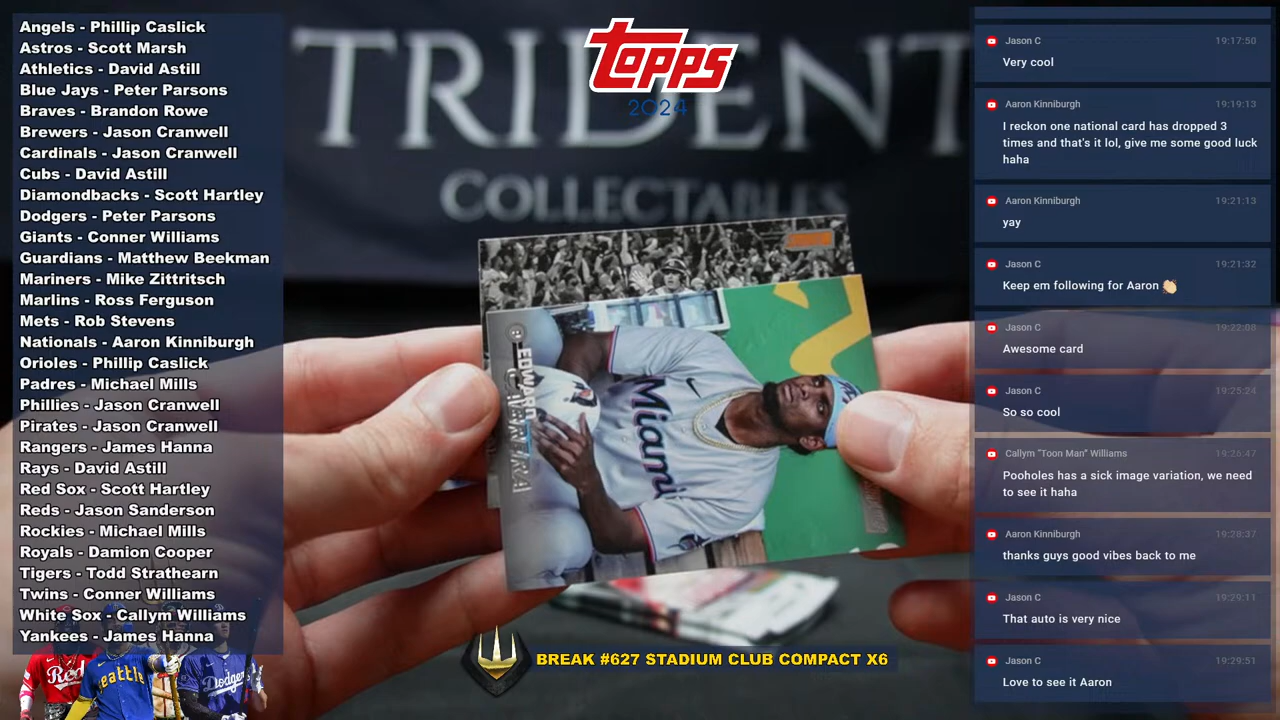 Angels - Phillip Caslick
Astros - Scott Marsh
Athletics - David Astill
Blue Jays - Peter Parsons
Braves - Brandon Rowe
Brewers - Jason Cranwell
Cardinals - Jason Cranwell
Cubs - David Astill
Diamondbacks - Scott Hartley
Dodgers - Peter Parsons
Giants - Conner Williams
Guardians - Matthew Beekman
Mariners - Mike Zittritsch
Marlins - Ross Ferguson
Mets - Rob Stevens
Nationals - Aaron Kinniburgh
Orioles - Phillip Caslick
Padres - Michael Mills
Phillies - Jason Cranwell
Pirates - Jason Cranwell
Rangers - James Hanna
Rays - David Astill
Red Sox - Scott Hartley
Reds - Jason Sanderson
Rockies - Michael Mills
Royals - Damion Cooper
Tigers - Todd Strathearn
Twins - Conner Williams
White Sox - Callym Williams
Yankees - James Hanna
TRIDENT
COLLECTABLES
topps
2024
Miami
BREAK #627 STADIUM CLUB COMPACT X6
Jason C 19:17:50
Very cool
Aaron Kinniburgh 19:19:13
I reckon one national card has dropped 3
times and that's it lol, give me some good luck
haha
Aaron Kinniburgh 19:21:13
yay
Jason C 19:21:32
Keep em following for Aaron 👏🏻
Jason C 19:22:08
Awesome card
Jason C 19:25:24
So so cool
Callym "Toon Man" Williams 19:26:47
Pooholes has a sick image variation, we need
to see it haha
Aaron Kinniburgh 19:28:37
thanks guys good vibes back to me
Jason C 19:29:11
That auto is very nice
Jason C 19:29:51
Love to see it Aaron